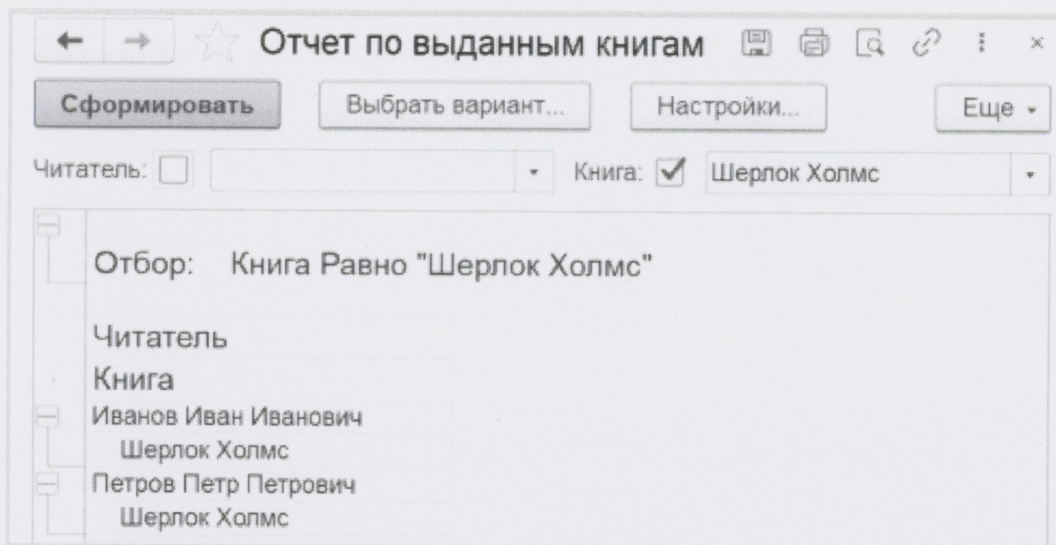 Отчет по выданным книгам
Сформировать Выбрать вариант... Настройки... Еще
Читатель: Книга: Шерлок Холмс
Отбор: Книга Равно "Шерлок Холмс"
Читатель
Книга
Иванов Иван Иванович
Шерлок Холмс
Петров Петр Петрович
Шерлок Холмс